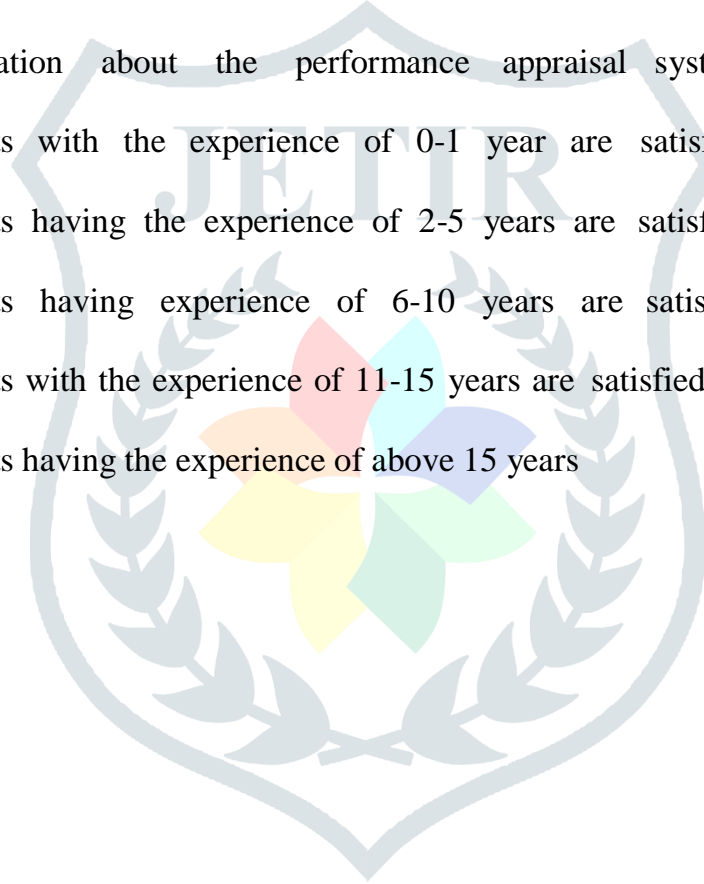 ation about the performance appraisal syst
s with the experience of 0-1 year are satisf
s having the experience of 2-5 years are satisf
s having experience of 6-10 years are satis
s with the experience of 11-15 years are satisfied
s having the experience of above 15 years
JETIR